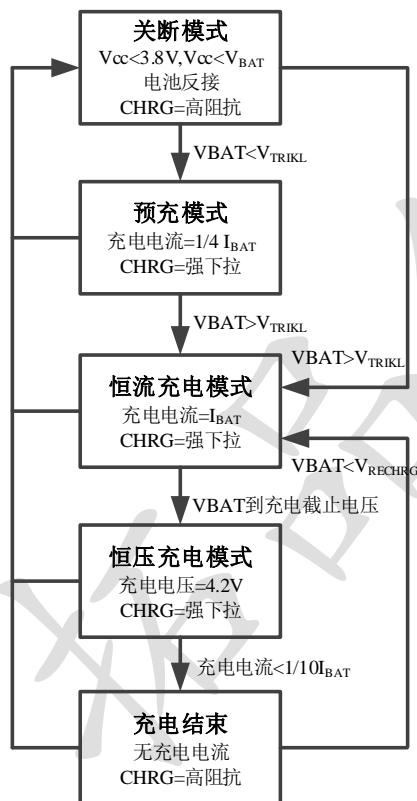 关断模式
Vcc<3.8V,Vcc<VBAT
电池反接
CHRG=高阻抗
VBAT<VTRIKL
预充模式
充电电流=1/4 IBAT
CHRG=强下拉
VBAT>VTRIKL
VBAT>VTRIKL
恒流充电模式
充电电流=IBAT
CHRG=强下拉
VBAT<VRECHRG
VBAT到充电截止电压
恒压充电模式
充电电压=4.2V
CHRG=强下拉
充电电流<1/10IBAT
充电结束
无充电电流
CHRG=高阻抗